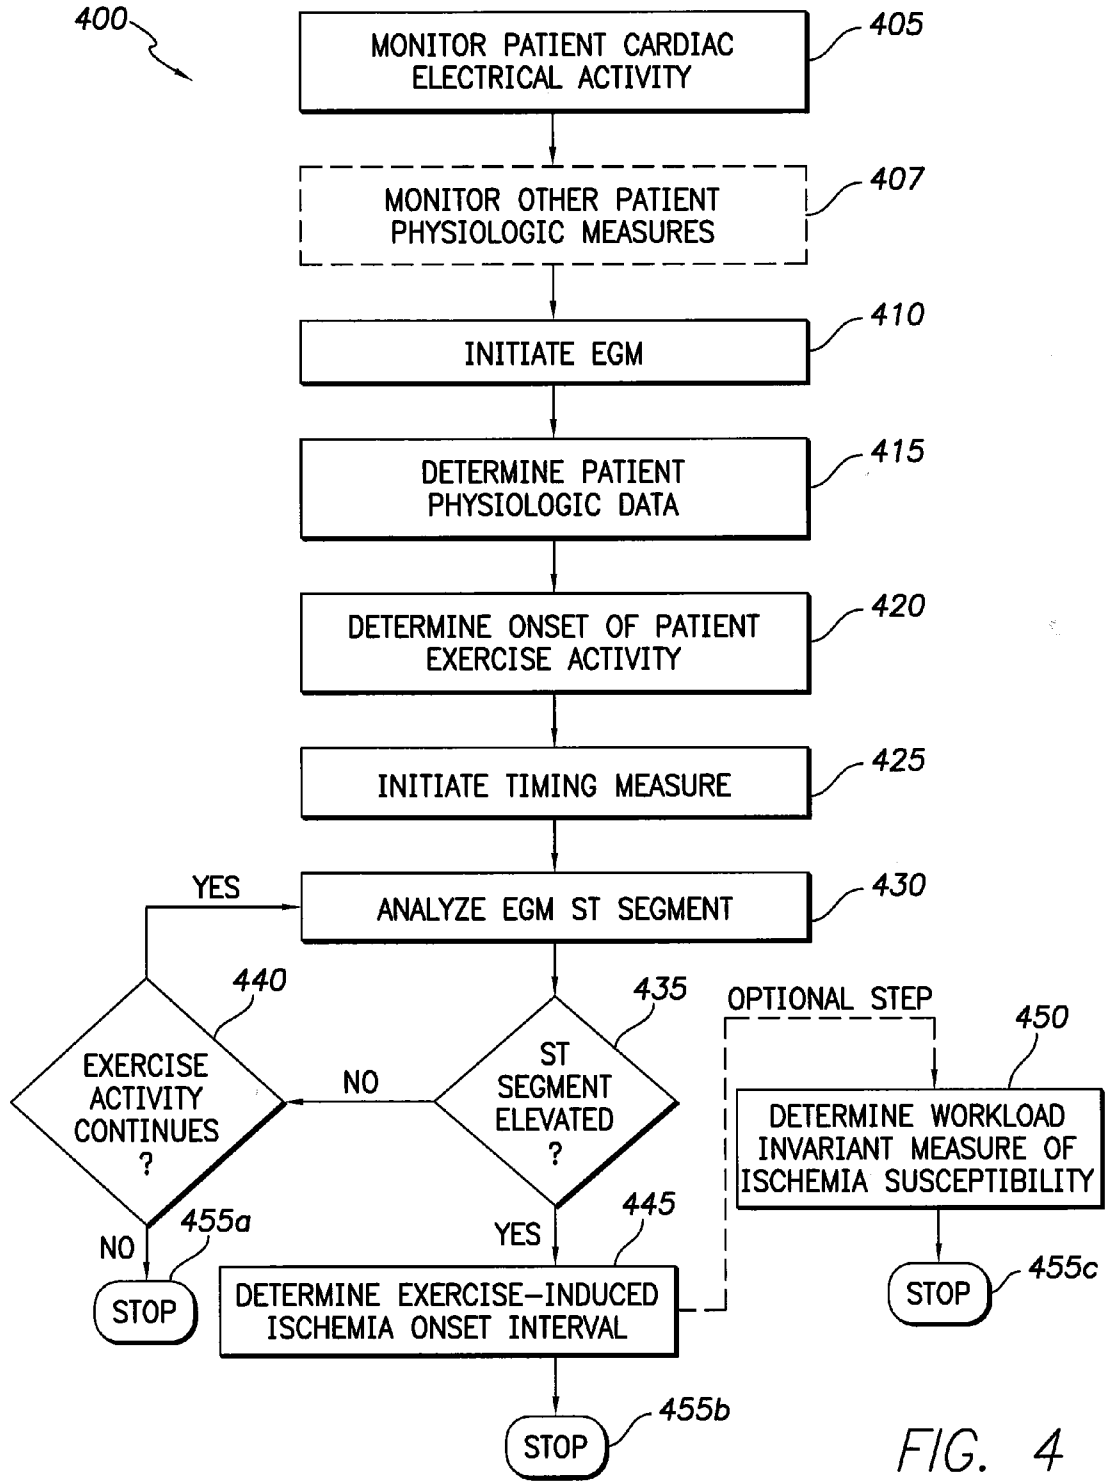 400
405
MONITOR PATIENT CARDIAC
ELECTRICAL ACTIVITY
407
MONITOR OTHER PATIENT
PHYSIOLOGIC MEASURES
410
INITIATE EGM
415
DETERMINE PATIENT
PHYSIOLOGIC DATA
420
DETERMINE ONSET OF PATIENT
EXERCISE ACTIVITY
425
INITIATE TIMING MEASURE
430
YES
ANALYZE EGM ST SEGMENT
440
EXERCISE
ACTIVITY
CONTINUES
?
NO
435
ST
SEGMENT
ELEVATED
?
OPTIONAL STEP
450
DETERMINE WORKLOAD
INVARIANT MEASURE OF
ISCHEMIA SUSCEPTIBILITY
NO
455a
STOP
YES
445
DETERMINE EXERCISE-INDUCED
ISCHEMIA ONSET INTERVAL
455c
STOP
455b
STOP
FIG. 4